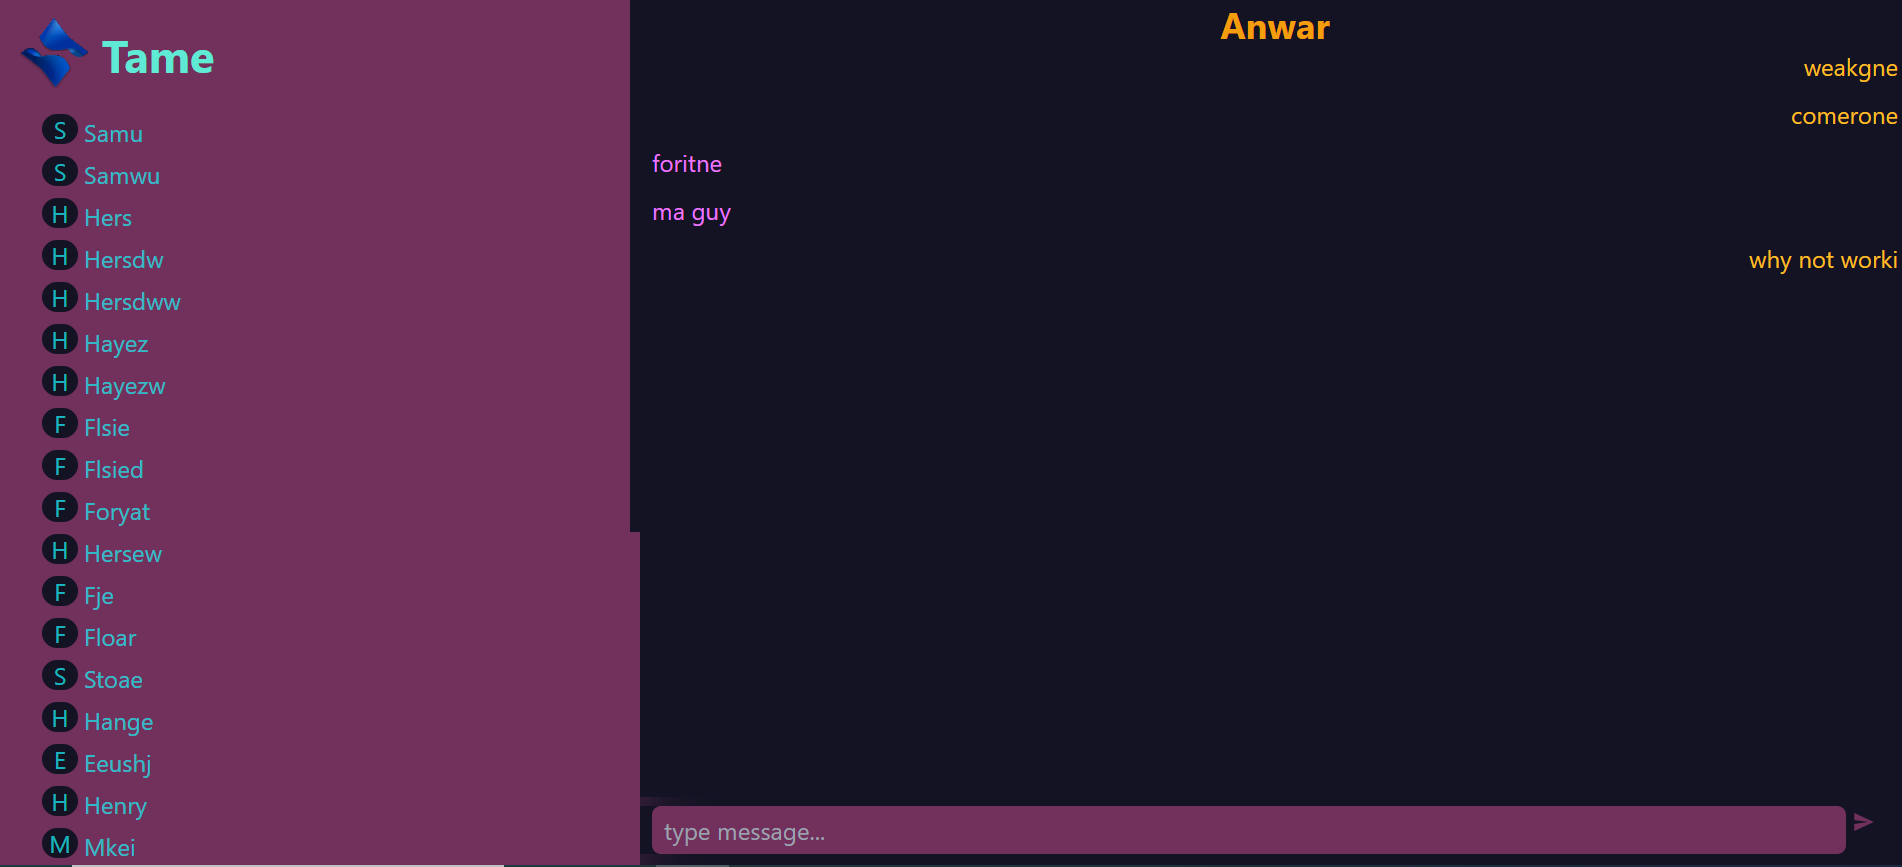 Tame
S Samu
S Samwu
H Hers
H Hersdw
H Hersdww
H Hayez
H Hayezw
F Flsie
F Flsied
F Foryat
H Hersew
F Fje
F Floar
S Stoae
H Hange
E Eeushj
H Henry
M Mkei
Anwar
weakgne
comerone
foritne
ma guy
why not worki
type message...